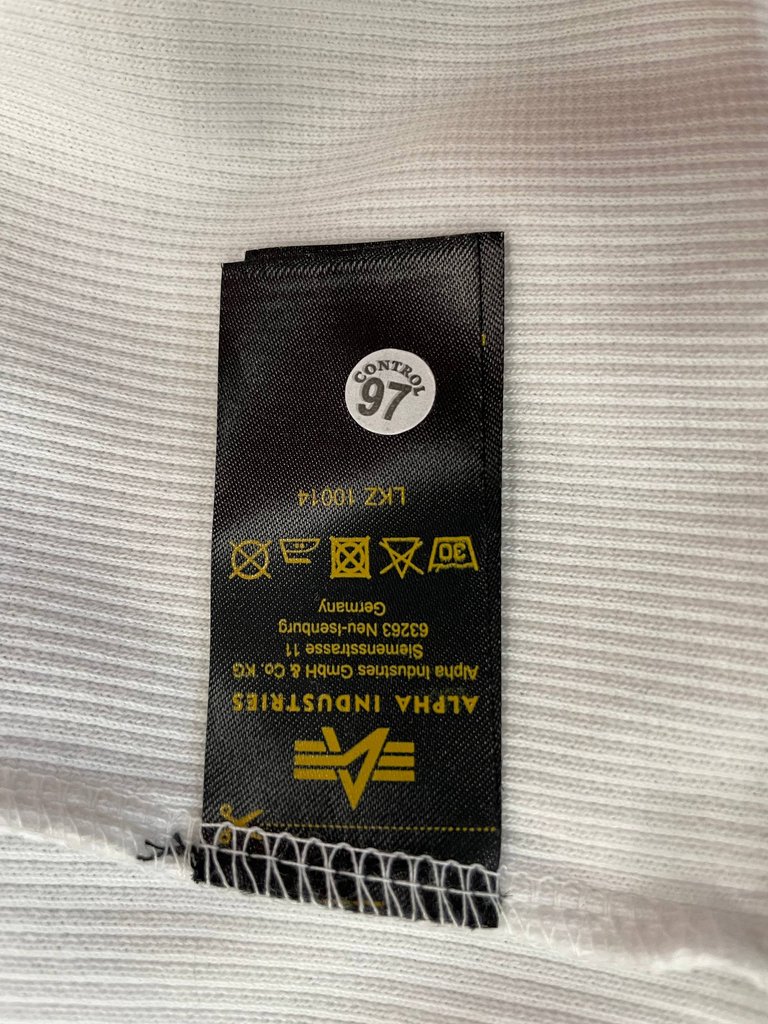 ALPHA INDUSTRIES
Alpha Industries GmbH & Co. KG
Siemensstrasse 11
63263 Neu-Isenburg
Germany
30
LKZ 10014
CONTROL
97